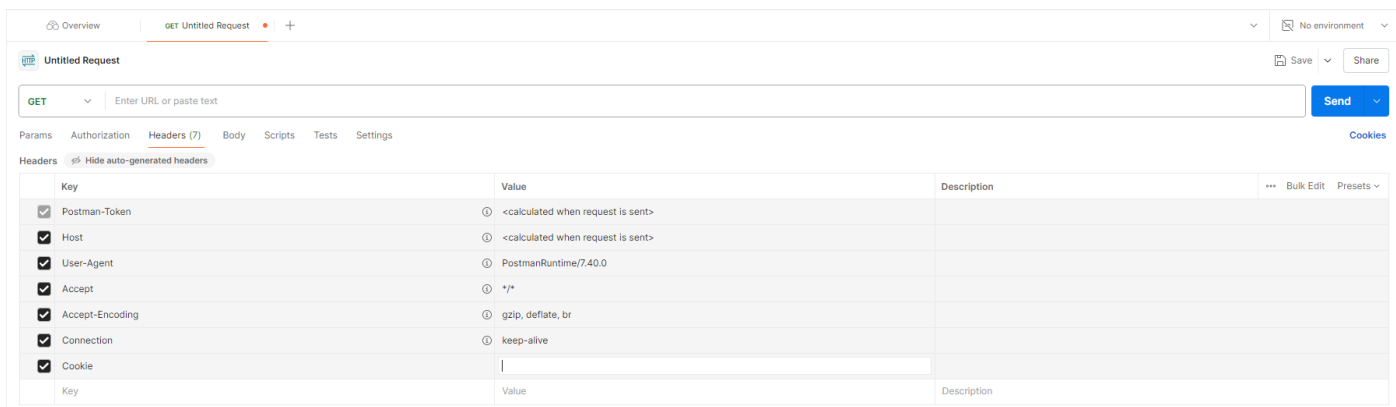 Overview GET Untitled Request No environment
HTTP Untitled Request Save Share
GET Enter URL or paste text Send
Params Authorization Headers (7) Body Scripts Tests Settings Cookies
Headers Hide auto-generated headers
Key Value Description Bulk Edit Presets
Postman-Token <calculated when request is sent>
Host <calculated when request is sent>
User-Agent PostmanRuntime/7.40.0
Accept */*
Accept-Encoding gzip, deflate, br
Connection keep-alive
Cookie
Key Value Description